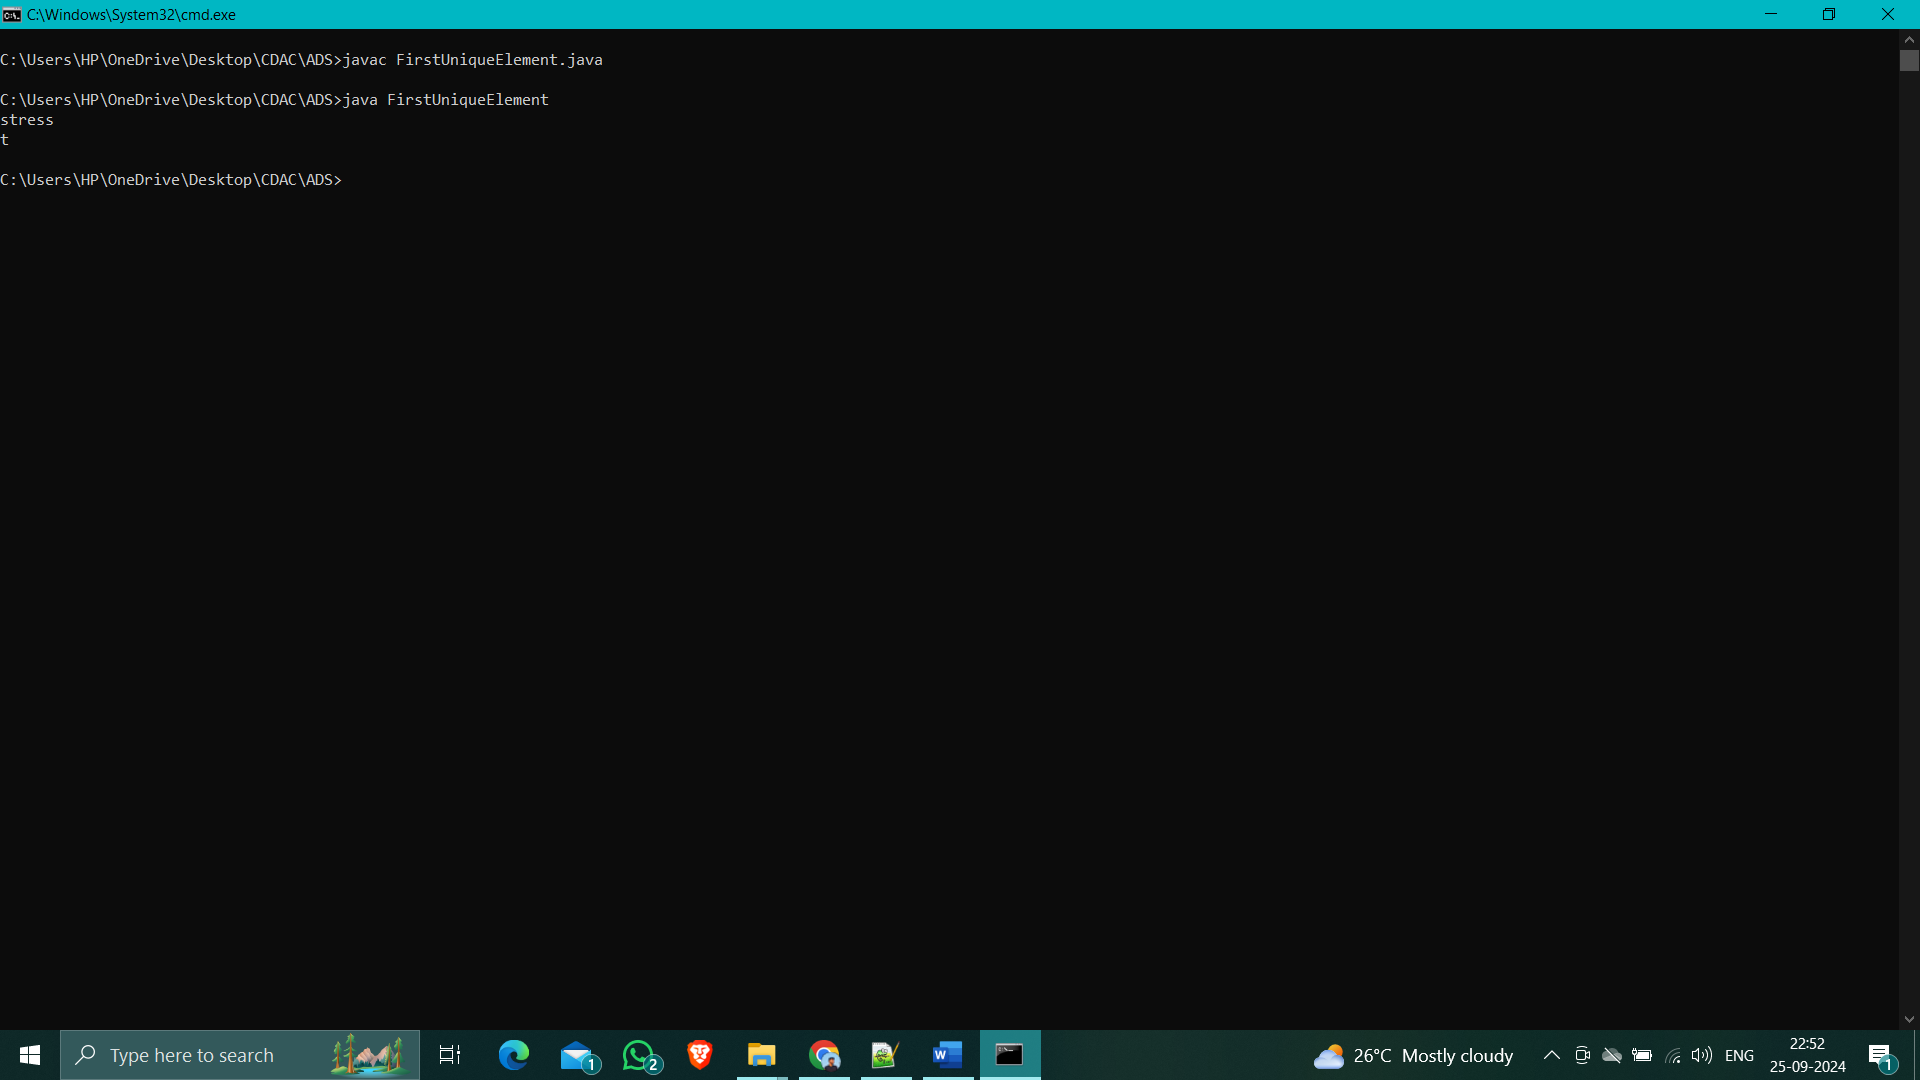 C:\Windows\System32\cmd.exe
C:\Users\HP\OneDrive\Desktop\CDAC\ADS>javac FirstUniqueElement.java
C:\Users\HP\OneDrive\Desktop\CDAC\ADS>java FirstUniqueElement
stress
t
C:\Users\HP\OneDrive\Desktop\CDAC\ADS>
Type here to search
1
2
W
26°C Mostly cloudy
ENG
22:52
25-09-2024
1